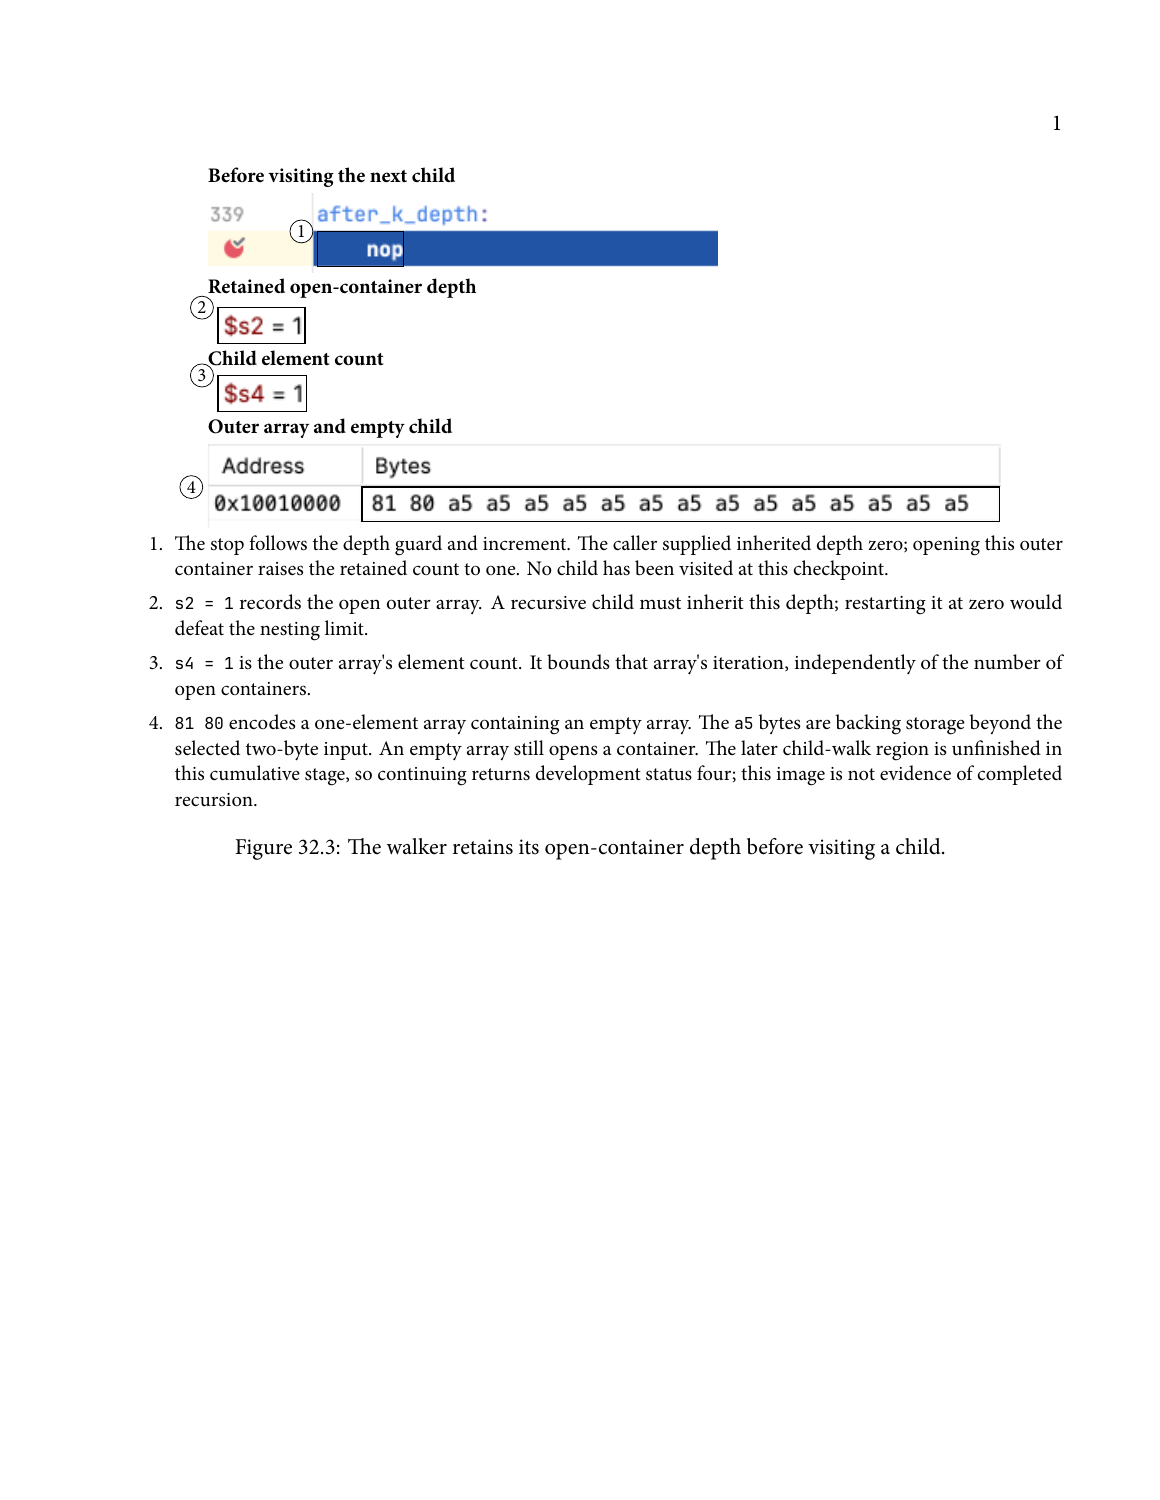 1
Before visiting the next child
339 after_k_depth:
1 nop
Retained open-container depth
2 $s2 = 1
Child element count
3 $s4 = 1
Outer array and empty child
Address Bytes
4 0x10010000 81 80 a5 a5 a5 a5 a5 a5 a5 a5 a5 a5 a5 a5 a5 a5
1. The stop follows the depth guard and increment. The caller supplied inherited depth zero; opening this outer
container raises the retained count to one. No child has been visited at this checkpoint.
2. s2 = 1 records the open outer array. A recursive child must inherit this depth; restarting it at zero would
defeat the nesting limit.
3. s4 = 1 is the outer array's element count. It bounds that array's iteration, independently of the number of
open containers.
4. 81 80 encodes a one-element array containing an empty array. The a5 bytes are backing storage beyond the
selected two-byte input. An empty array still opens a container. The later child-walk region is unfinished in
this cumulative stage, so continuing returns development status four; this image is not evidence of completed
recursion.
Figure 32.3: The walker retains its open-container depth before visiting a child.